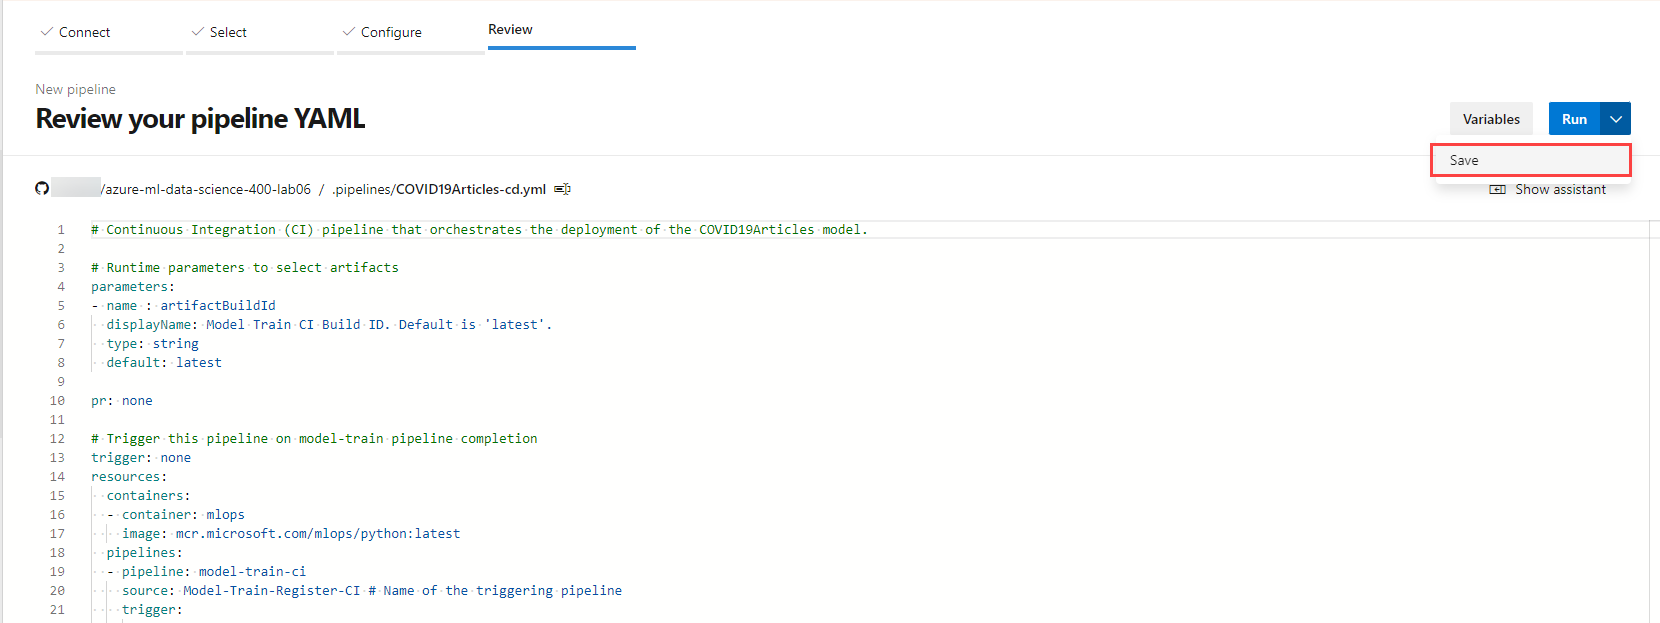 Connect Select Configure Review
New pipeline
Review your pipeline YAML
Variables Run
Save
/azure-ml-data-science-400-lab06 / .pipelines/COVID19Articles-cd.yml
Show assistant
1 # Continuous Integration (CI) pipeline that orchestrates the deployment of the COVID19Articles model.
2
3 # Runtime parameters to select artifacts
4 parameters:
5 - name : artifactBuildId
6   displayName: Model Train CI Build ID. Default is 'latest'.
7   type: string
8   default: latest
9
10 pr: none
11
12 # Trigger this pipeline on model-train pipeline completion
13 trigger: none
14 resources:
15   containers:
16   - container: mlops
17     image: mcr.microsoft.com/mlops/python:latest
18   pipelines:
19   - pipeline: model-train-ci
20     source: Model-Train-Register-CI # Name of the triggering pipeline
21     trigger: